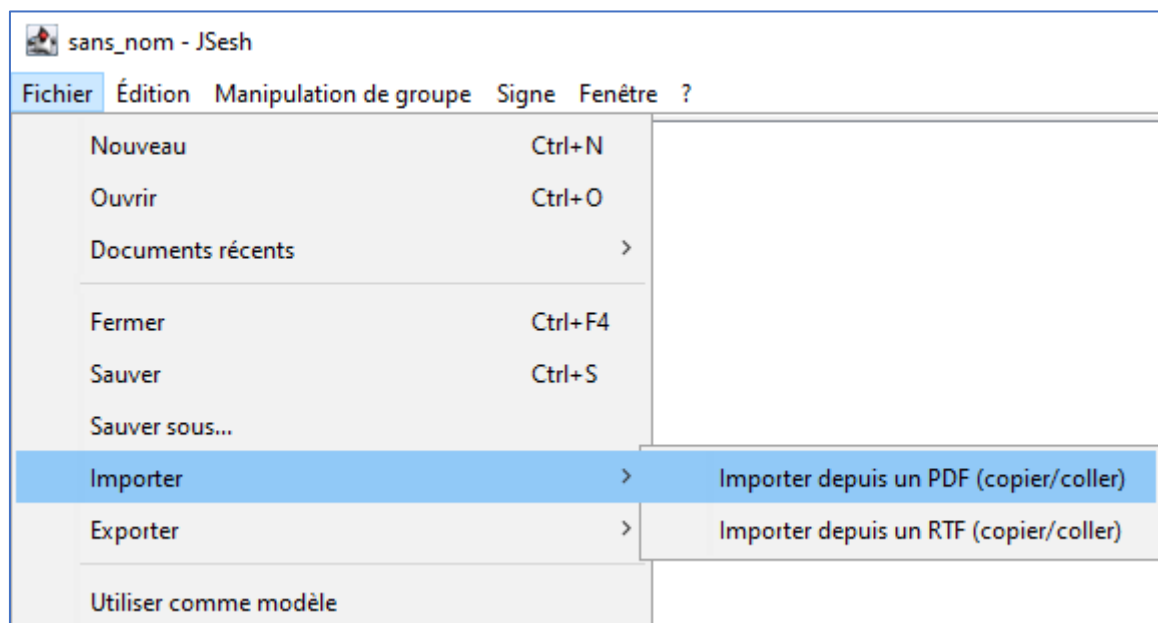 sans_nom - JSesh
Fichier Édition Manipulation de groupe Signe Fenêtre ?
Nouveau Ctrl+N
Ouvrir Ctrl+O
Documents récents >
Fermer Ctrl+F4
Sauver Ctrl+S
Sauver sous...
Importer > Importer depuis un PDF (copier/coller)
Exporter > Importer depuis un RTF (copier/coller)
Utiliser comme modèle